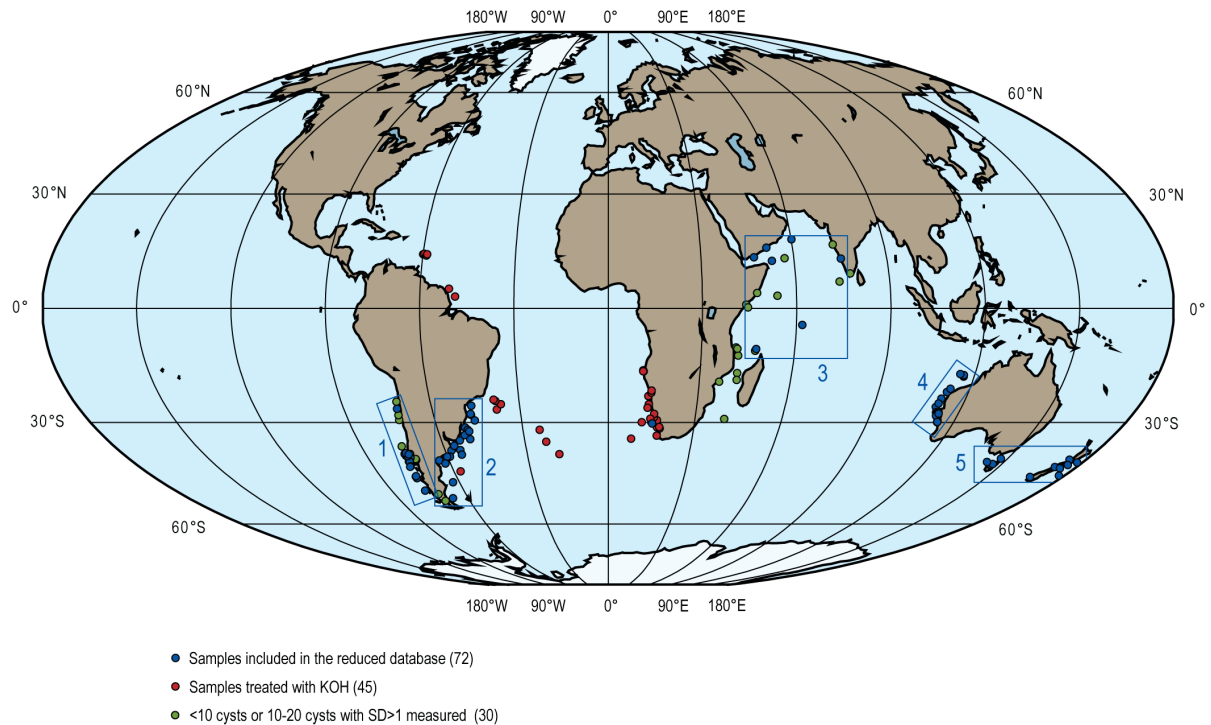 180°W 90°W 0° 90°E 180°E
60°N 60°N
30°N 30°N
0° 0°
3
4
30°S 30°S
1 2 5
60°S 60°S
180°W 90°W 0° 90°E 180°E
Samples included in the reduced database (72)
Samples treated with KOH (45)
<10 cysts or 10-20 cysts with SD>1 measured (30)